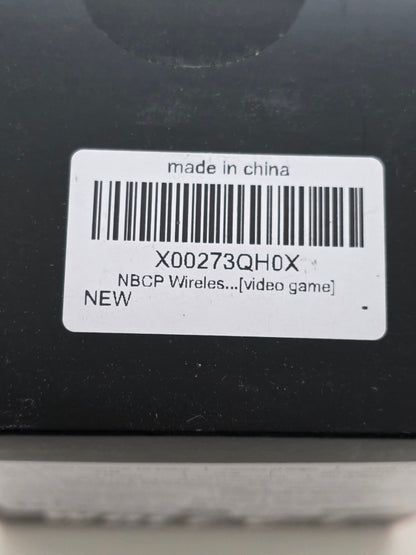 made in china
X00273QH0X
NBCP Wireles...[video game]
NEW